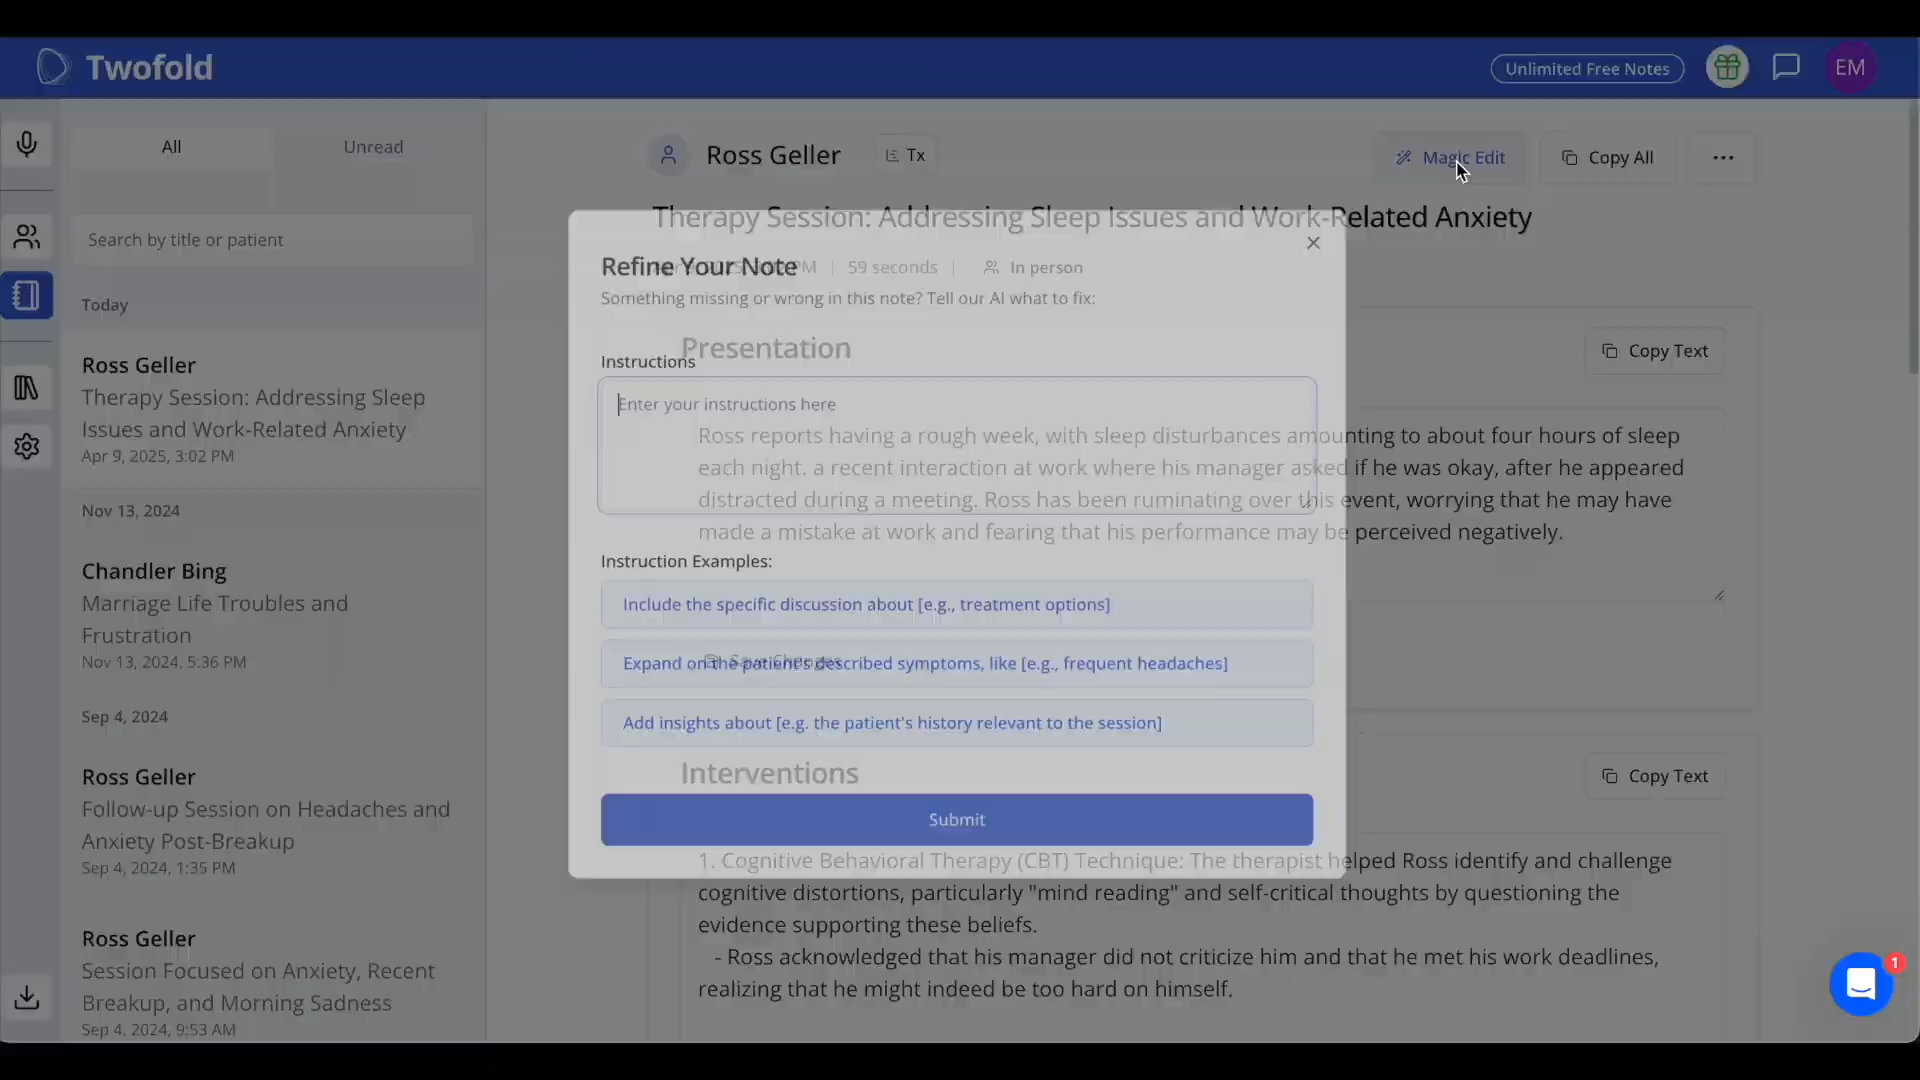 Twofold
Unlimited Free Notes
EM
All
Unread
Search by title or patient
Today
Ross Geller
Therapy Session: Addressing Sleep
Issues and Work-Related Anxiety
Apr 9, 2025, 3:02 PM
Nov 13, 2024
Chandler Bing
Marriage Life Troubles and
Frustration
Nov 13, 2024, 5:36 PM
Sep 4, 2024
Ross Geller
Follow-up Session on Headaches and
Anxiety Post-Breakup
Sep 4, 2024, 1:35 PM
Ross Geller
Session Focused on Anxiety, Recent
Breakup, and Morning Sadness
Sep 4, 2024, 9:53 AM
Ross Geller
Tx
Magic Edit
Copy All
Therapy Session: Addressing Sleep Issues and Work-Related Anxiety
59 seconds
In person
Presentation
Copy Text
Ross reports having a rough week, with sleep disturbances amounting to about four hours of sleep
each night. a recent interaction at work where his manager asked if he was okay, after he appeared
distracted during a meeting. Ross has been ruminating over this event, worrying that he may have
made a mistake at work and fearing that his performance may be perceived negatively.
Save Changes
Interventions
Copy Text
1. Cognitive Behavioral Therapy (CBT) Technique: The therapist helped Ross identify and challenge
cognitive distortions, particularly "mind reading" and self-critical thoughts by questioning the
evidence supporting these beliefs.
- Ross acknowledged that his manager did not criticize him and that he met his work deadlines,
realizing that he might indeed be too hard on himself.
Refine Your Note
Something missing or wrong in this note? Tell our AI what to fix:
Instructions
Enter your instructions here
Instruction Examples:
Include the specific discussion about [e.g., treatment options]
Expand on the patient's described symptoms, like [e.g., frequent headaches]
Add insights about [e.g. the patient's history relevant to the session]
Submit
1